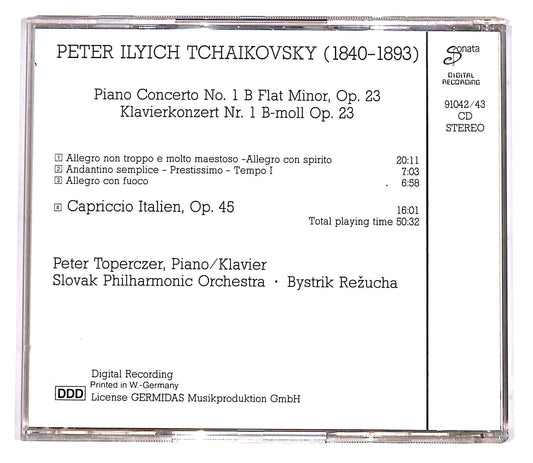 PETER ILYICH TCHAIKOVSKY (1840-1893)
Piano Concerto No. 1 B Flat Minor, Op. 23
Klavierkonzert Nr. 1 B-moll Op. 23
1 Allegro non troppo e molto maestoso -Allegro con spirito 20:11
2 Andantino semplice - Prestissimo - Tempo I 7:03
3 Allegro con fuoco 6:58
4 Capriccio Italien, Op. 45 16:01
Total playing time 50:32
Peter Toperczer, Piano/Klavier
Slovak Philharmonic Orchestra · Bystrik Režucha
Digital Recording
Printed in W.-Germany
DDD License GERMIDAS Musikproduktion GmbH
Sonata
DIGITAL
RECORDING
91042/43
CD
STEREO